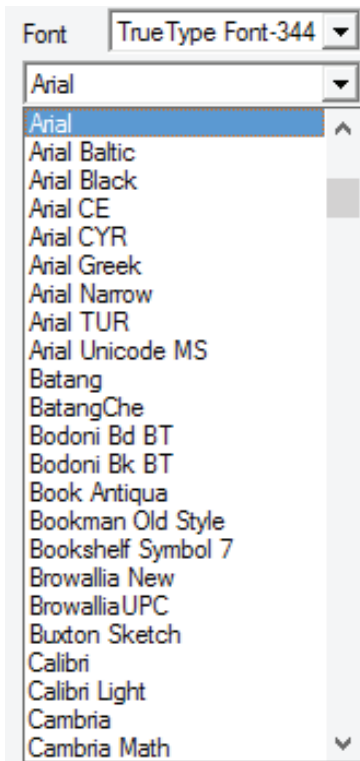 Font TrueType Font-344
Arial
Arial
Arial Baltic
Arial Black
Arial CE
Arial CYR
Arial Greek
Arial Narrow
Arial TUR
Arial Unicode MS
Batang
BatangChe
Bodoni Bd BT
Bodoni Bk BT
Book Antiqua
Bookman Old Style
Bookshelf Symbol 7
Browallia New
BrowalliaUPC
Buxton Sketch
Calibri
Calibri Light
Cambria
Cambria Math